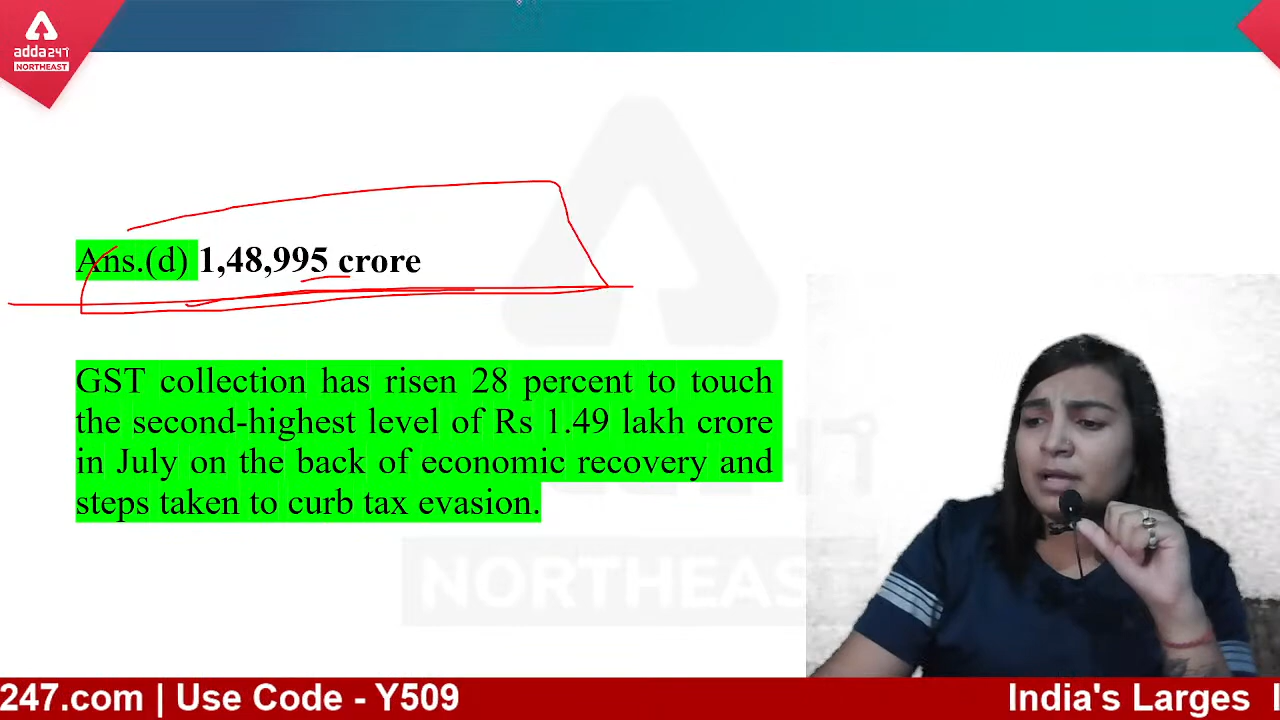 adda247
NORTHEAST
Ans.(d) 1,48,995 crore
GST collection has risen 28 percent to touch
the second-highest level of Rs 1.49 lakh crore
in July on the back of economic recovery and
steps taken to curb tax evasion.
NORTHEAST
247.com | Use Code - Y509
India's Larges